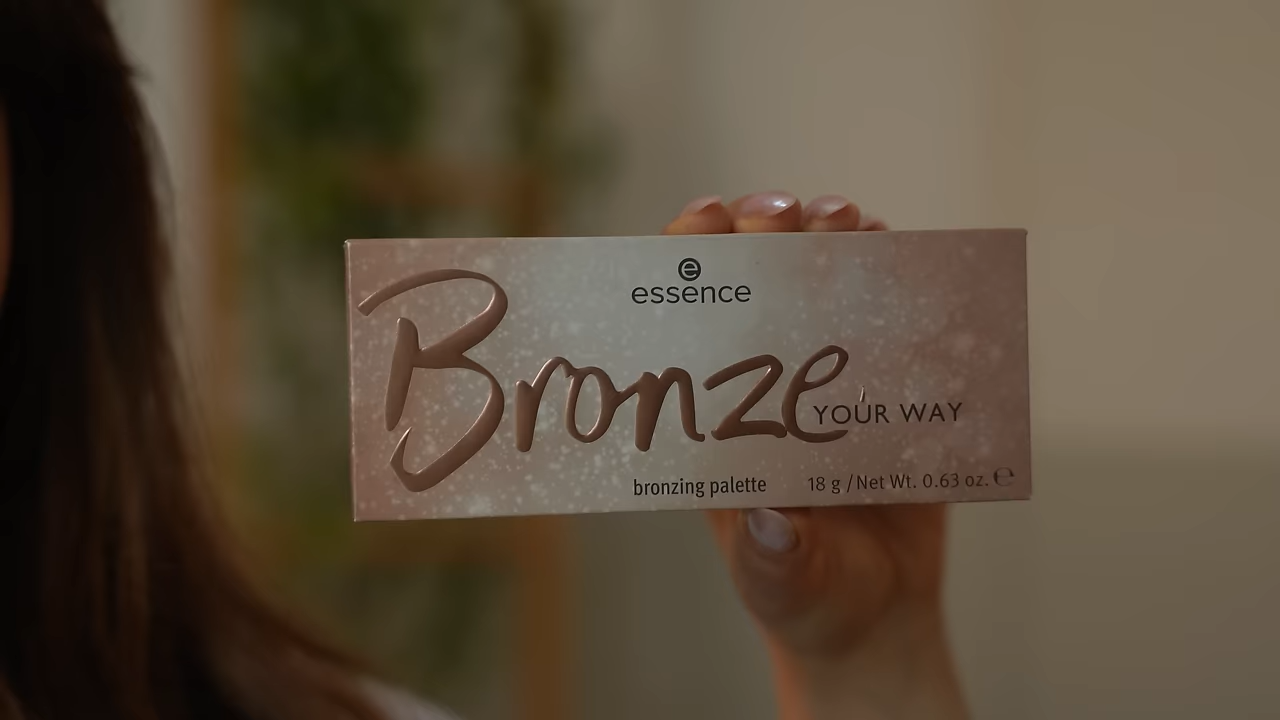 e
essence
Bronze
YOUR WAY
bronzing palette
18 g / Net Wt. 0.63 oz. ℮